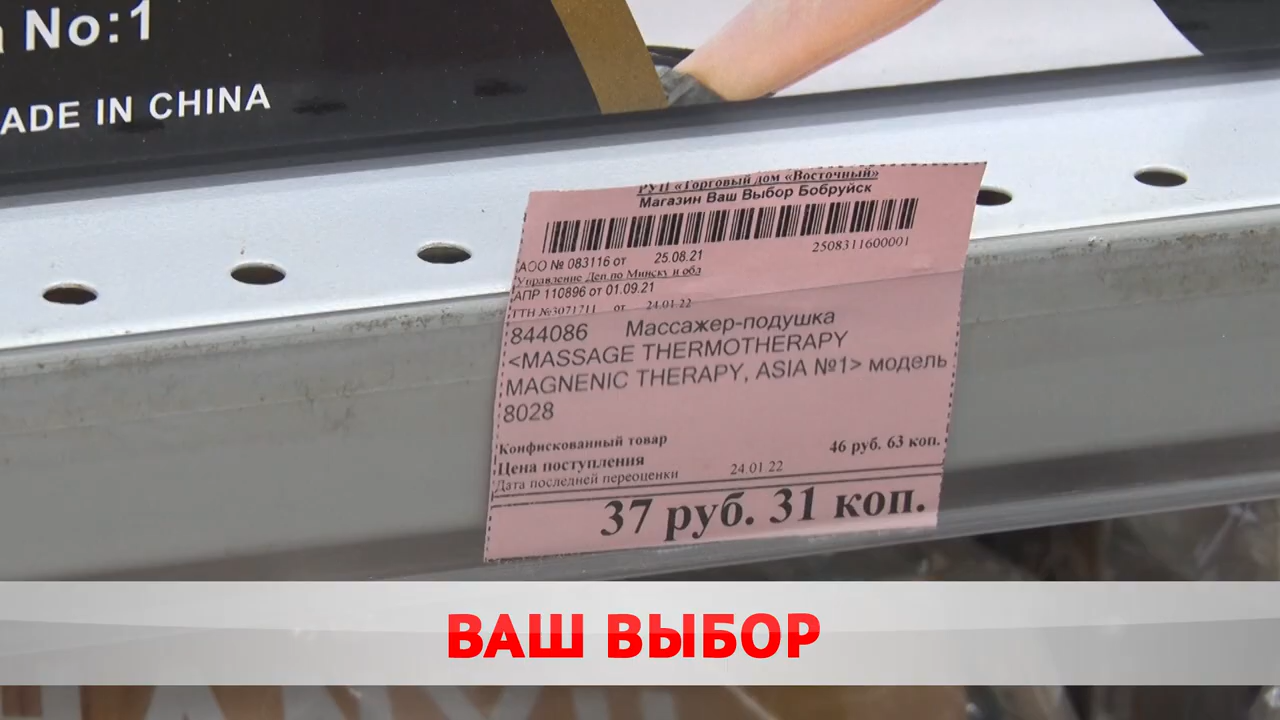 No:1
ADE IN CHINA
РУП «Торговый дом «Восточный»
Магазин Ваш Выбор Бобруйск
250831160001
АОО № 083116 от 25.08.21
Управление Деп по Минску и обл
АПР 110896 от 01.09.21
ТТН №3071711 от 24.01.22
844086 Массажер-подушка
<MASSAGE THERMOTHERAPY
MAGNENIC THERAPY, ASIA №1> модель
8028
Конфискованный товар
Цена поступления 46 руб. 63 коп.
Дата последней переоценки 24.01.22
37 руб. 31 коп.
ВАШ ВЫБОР